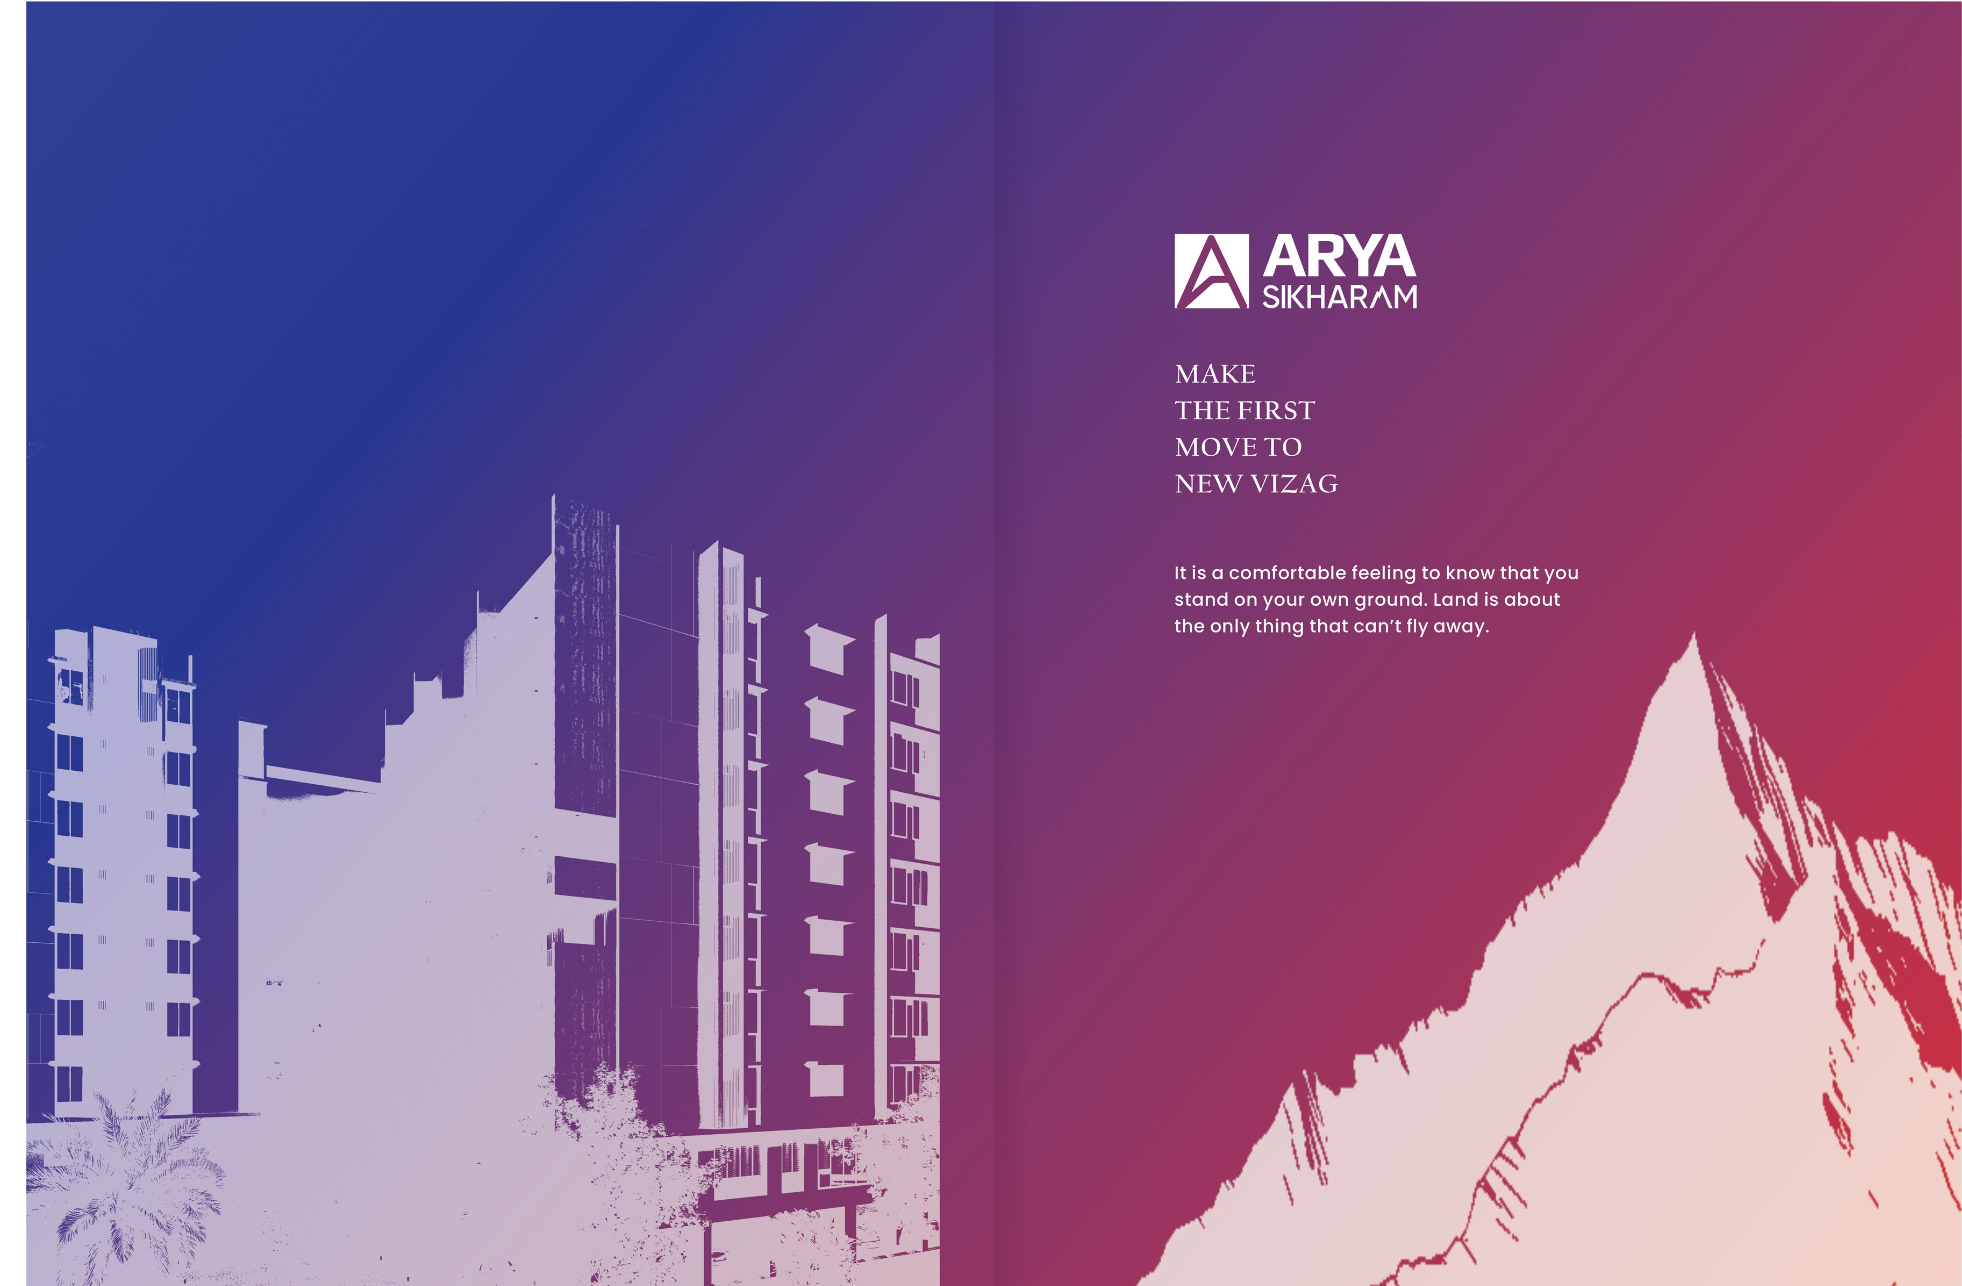 ARYA
SIKHARAM
MAKE
THE FIRST
MOVE TO
NEW VIZAG
It is a comfortable feeling to know that you
stand on your own ground. Land is about
the only thing that can’t fly away.